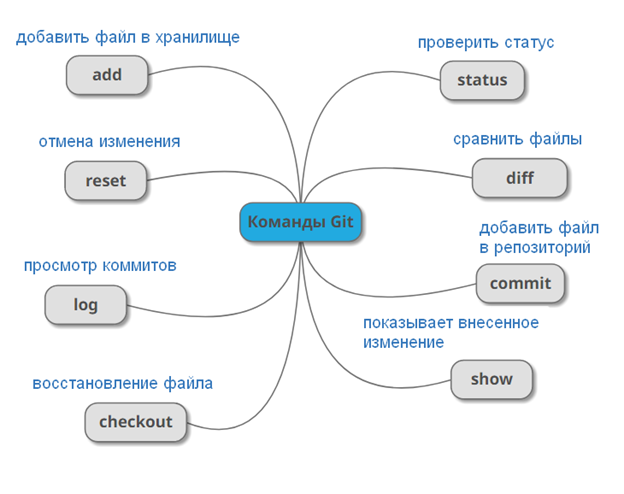 добавить файл в хранилище
add
проверить статус
status
отмена изменения
reset
сравнить файлы
diff
Команды Git
просмотр коммитов
log
добавить файл
в репозиторий
commit
показывает внесенное
изменение
show
восстановление файла
checkout